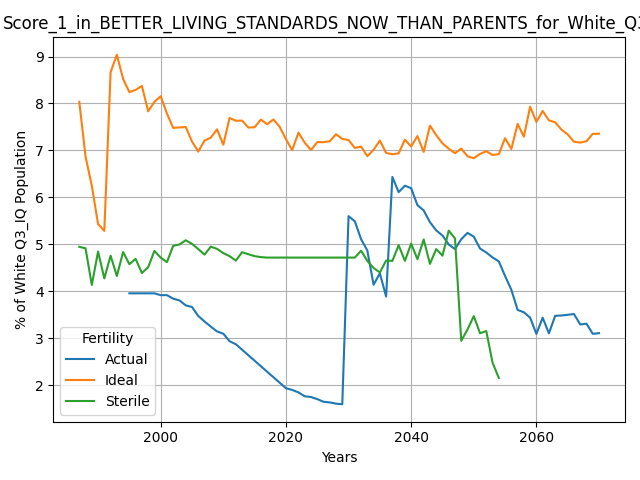 Score_1_in_BETTER_LIVING_STANDARDS_NOW_THAN_PARENTS_for_White_Q3
9
8
7
6
5
4
3
2
% of White Q3_IQ Population
Fertility
Actual
Ideal
Sterile
2000
2020
2040
2060
Years